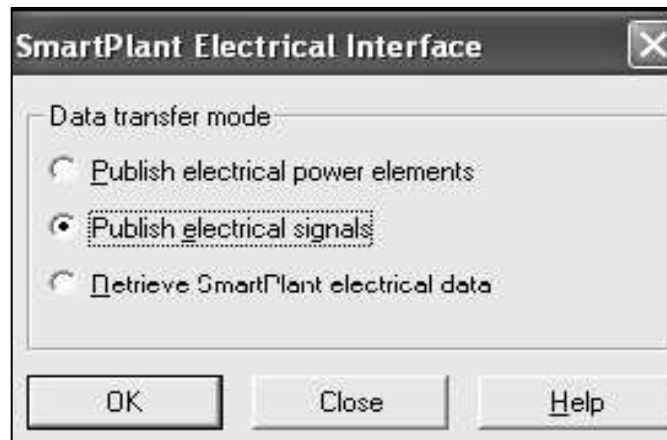 SmartPlant Electrical Interface
Data transfer mode
Publish electrical power elements
Publish electrical signals
Retrieve SmartPlant electrical data
OK Close Help